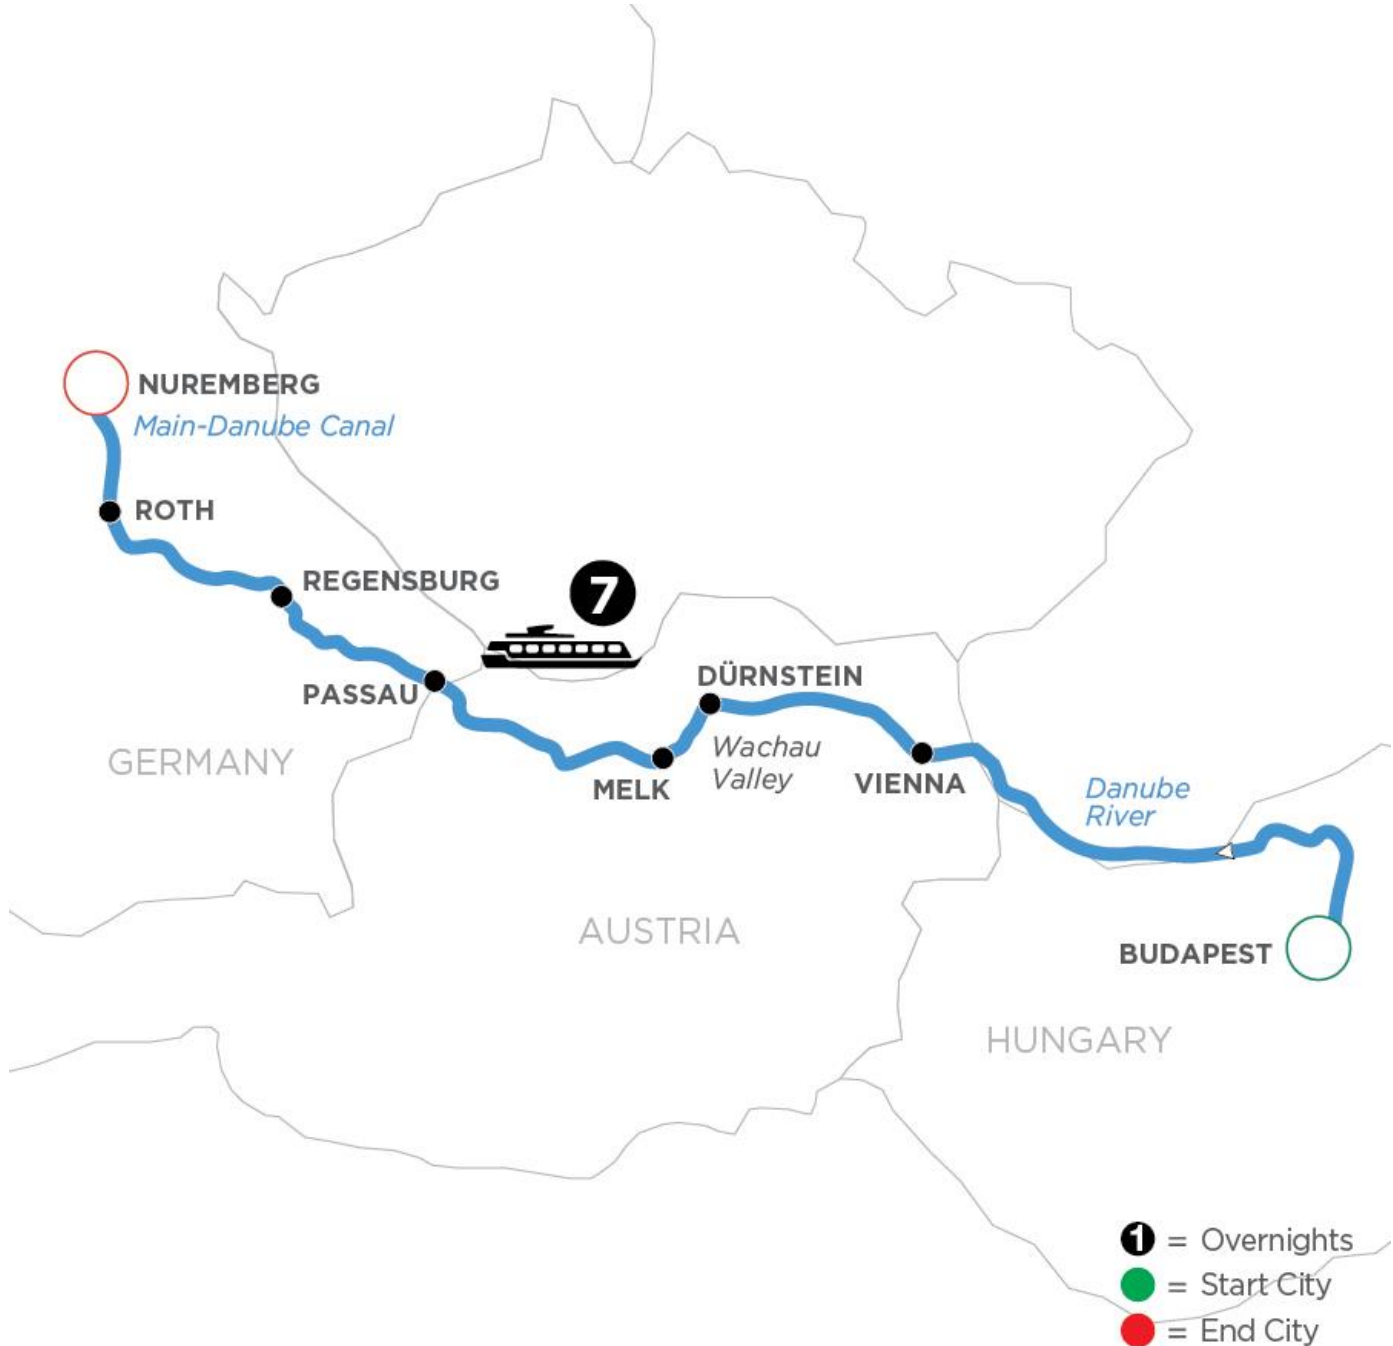 NUREMBERG
Main-Danube Canal
ROTH
REGENSBURG
7
PASSAU
DÜRNSTEIN
GERMANY
Wachau
Valley
MELK
VIENNA
Danube
River
AUSTRIA
BUDAPEST
HUNGARY
1 = Overnights
= Start City
= End City